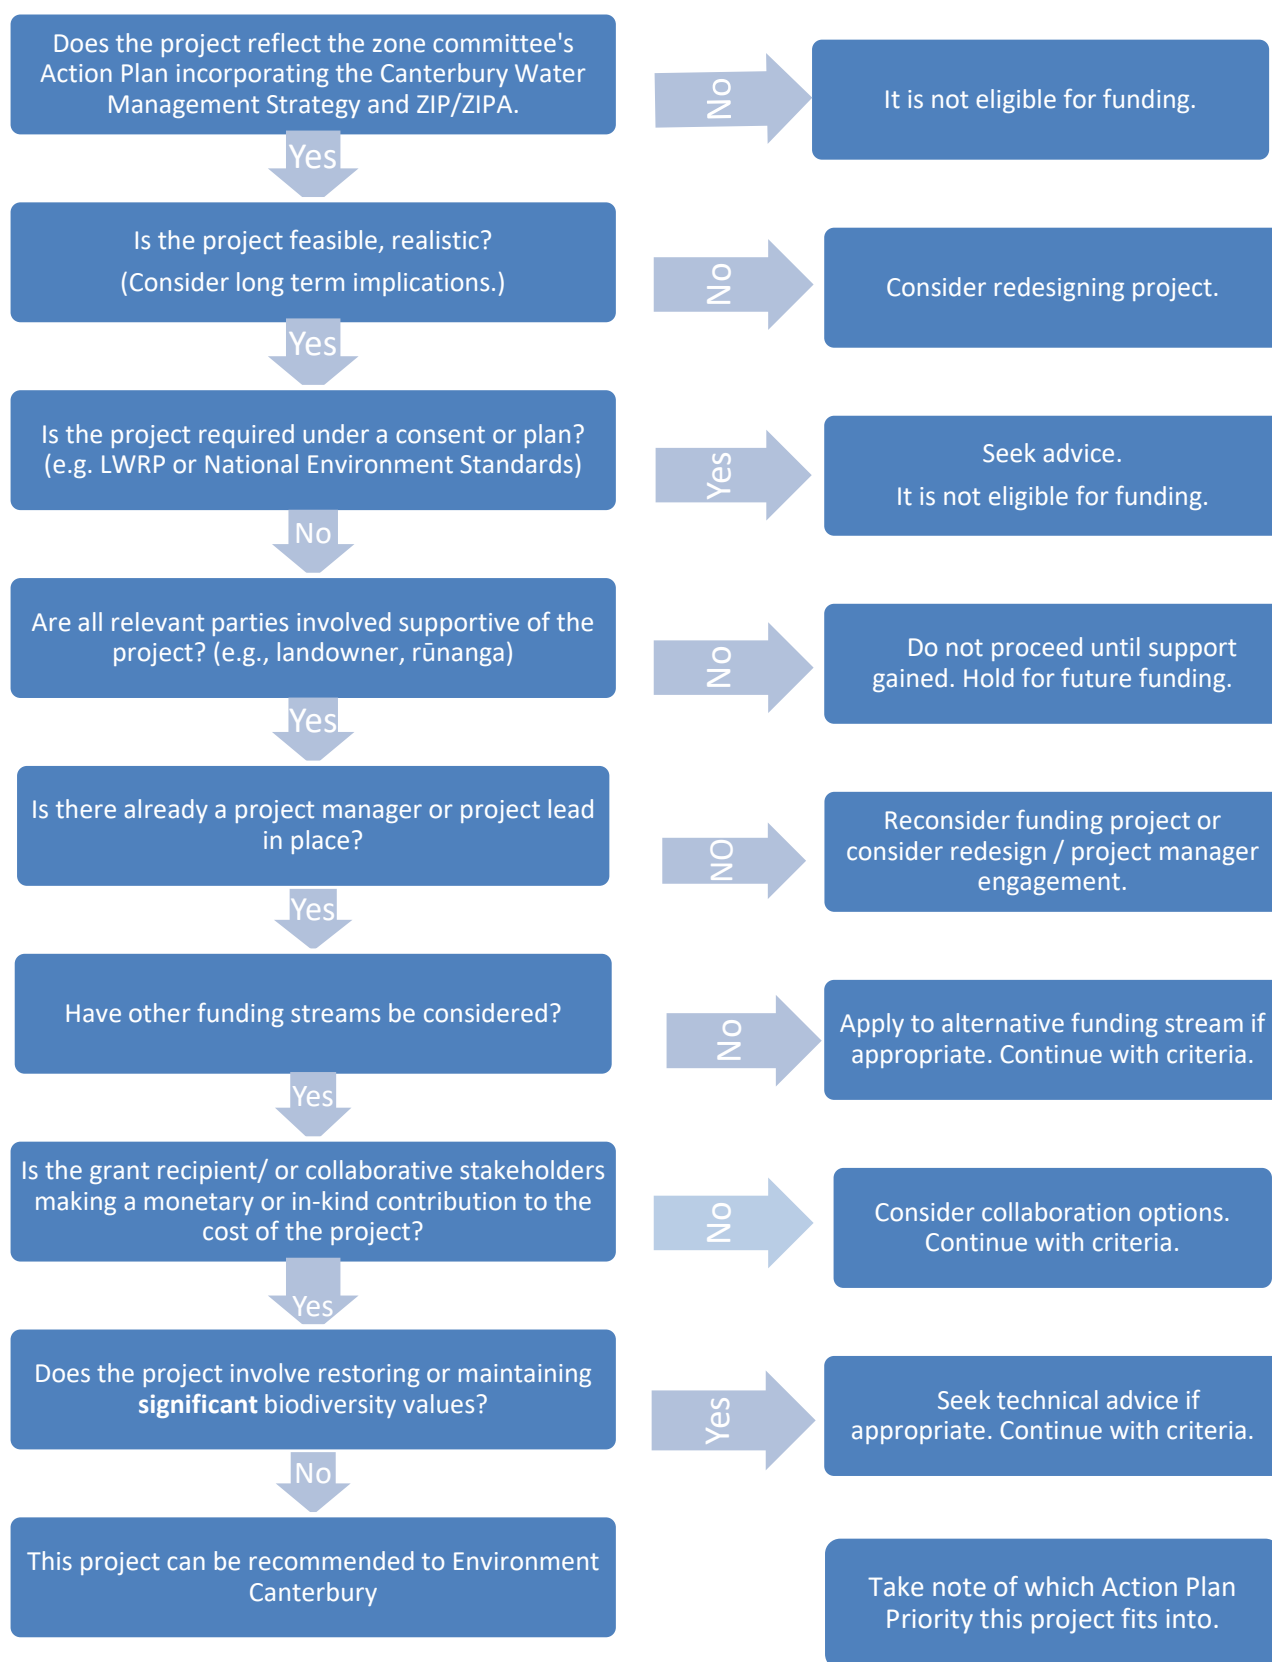 Does the project reflect the zone committee's
Action Plan incorporating the Canterbury Water
Management Strategy and ZIP/ZIPA.
No
It is not eligible for funding.
Yes
Is the project feasible, realistic?
(Consider long term implications.)
No
Consider redesigning project.
Yes
Is the project required under a consent or plan?
(e.g. LWRP or National Environment Standards)
Yes
Seek advice.
It is not eligible for funding.
No
Are all relevant parties involved supportive of the
project? (e.g., landowner, rūnanga)
No
Do not proceed until support
gained. Hold for future funding.
Yes
Is there already a project manager or project lead
in place?
NO
Reconsider funding project or
consider redesign / project manager
engagement.
Yes
Have other funding streams be considered?
No
Apply to alternative funding stream if
appropriate. Continue with criteria.
Yes
Is the grant recipient/ or collaborative stakeholders
making a monetary or in-kind contribution to the
cost of the project?
No
Consider collaboration options.
Continue with criteria.
Yes
Does the project involve restoring or maintaining
significant biodiversity values?
Yes
Seek technical advice if
appropriate. Continue with criteria.
No
This project can be recommended to Environment
Canterbury
Take note of which Action Plan
Priority this project fits into.